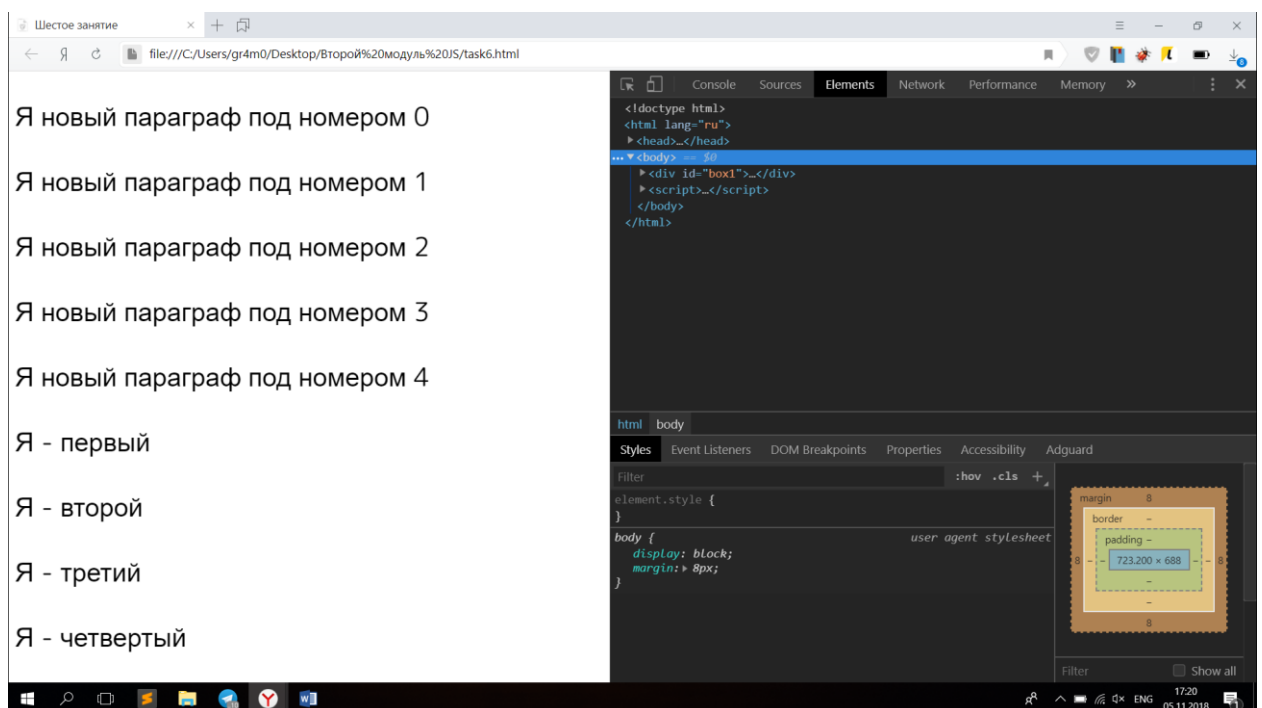 Шестое занятие
file:///C:/Users/gr4m0/Desktop/Второй%20модуль%20JS/task6.html
8
Я новый параграф под номером 0
Я новый параграф под номером 1
Я новый параграф под номером 2
Я новый параграф под номером 3
Я новый параграф под номером 4
Я - первый
Я - второй
Я - третий
Я - четвертый
Console Sources Elements Network Performance Memory »
<!doctype html>
<html lang="ru">
▶<head>…</head>
…▼<body> == $0
▶<div id="box1">…</div>
▶<script>…</script>
</body>
</html>
html body
Styles Event Listeners DOM Breakpoints Properties Accessibility Adguard
Filter :hov .cls +
element.style {
}
body { user agent stylesheet
display: block;
margin:▶ 8px;
}
margin 8
border –
padding –
8 – – 723.200 × 688 – – 8
–
–
8
Filter Show all
ENG 17:20
05.11.2018